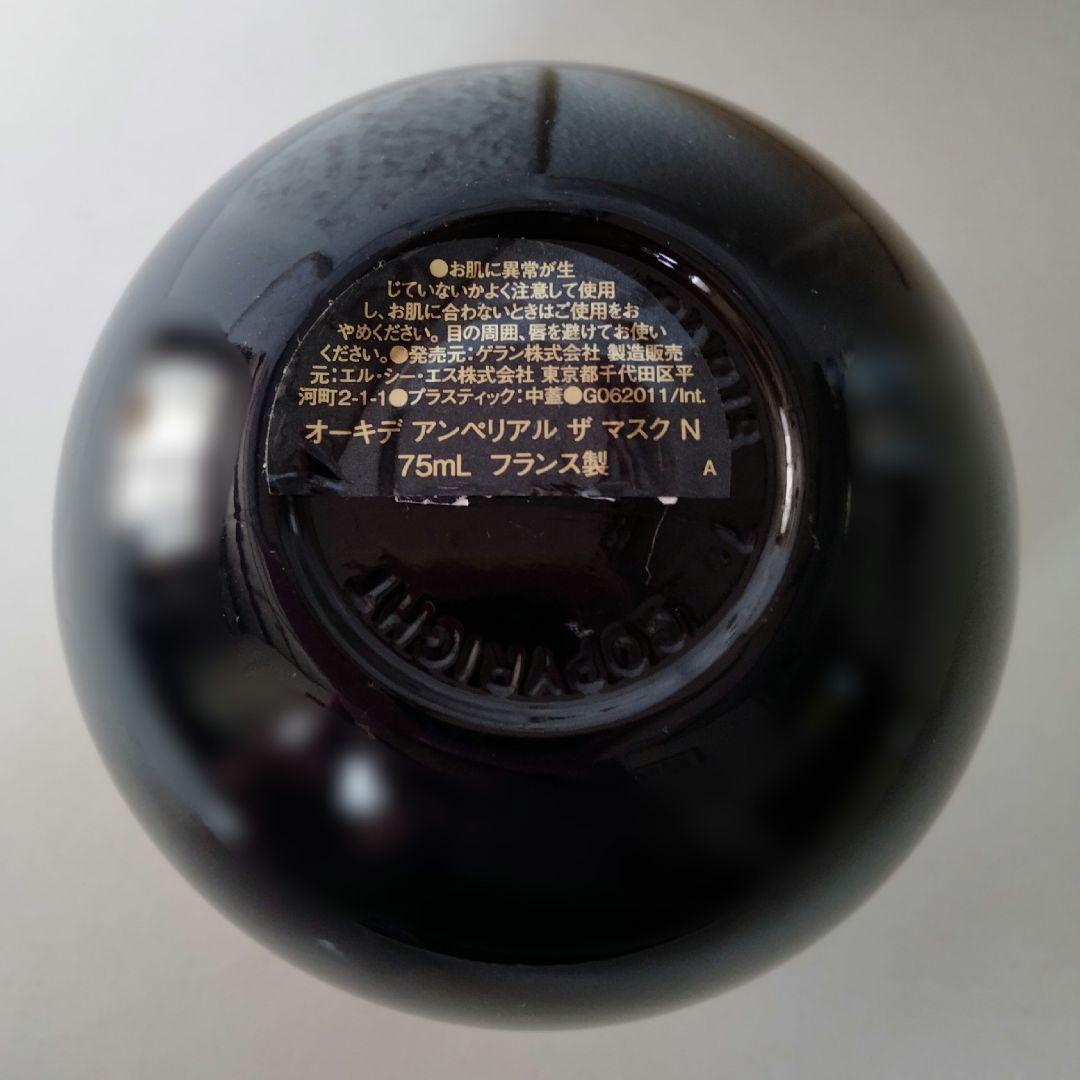 ●お肌に異常が生
じていないかよく注意して使用
し、お肌に合わないときはご使用をお
やめください。目の周囲、唇を避けてお使い
ください。●発売元:ゲラン株式会社 製造販売
元:エル・シー・エス株式会社 東京都千代田区平
河町2-1-1●プラスティック:中蓋●G062011/Int.
オーキデ アンペリアル ザ マスク N
75mL フランス製 A
COPYRIGHT